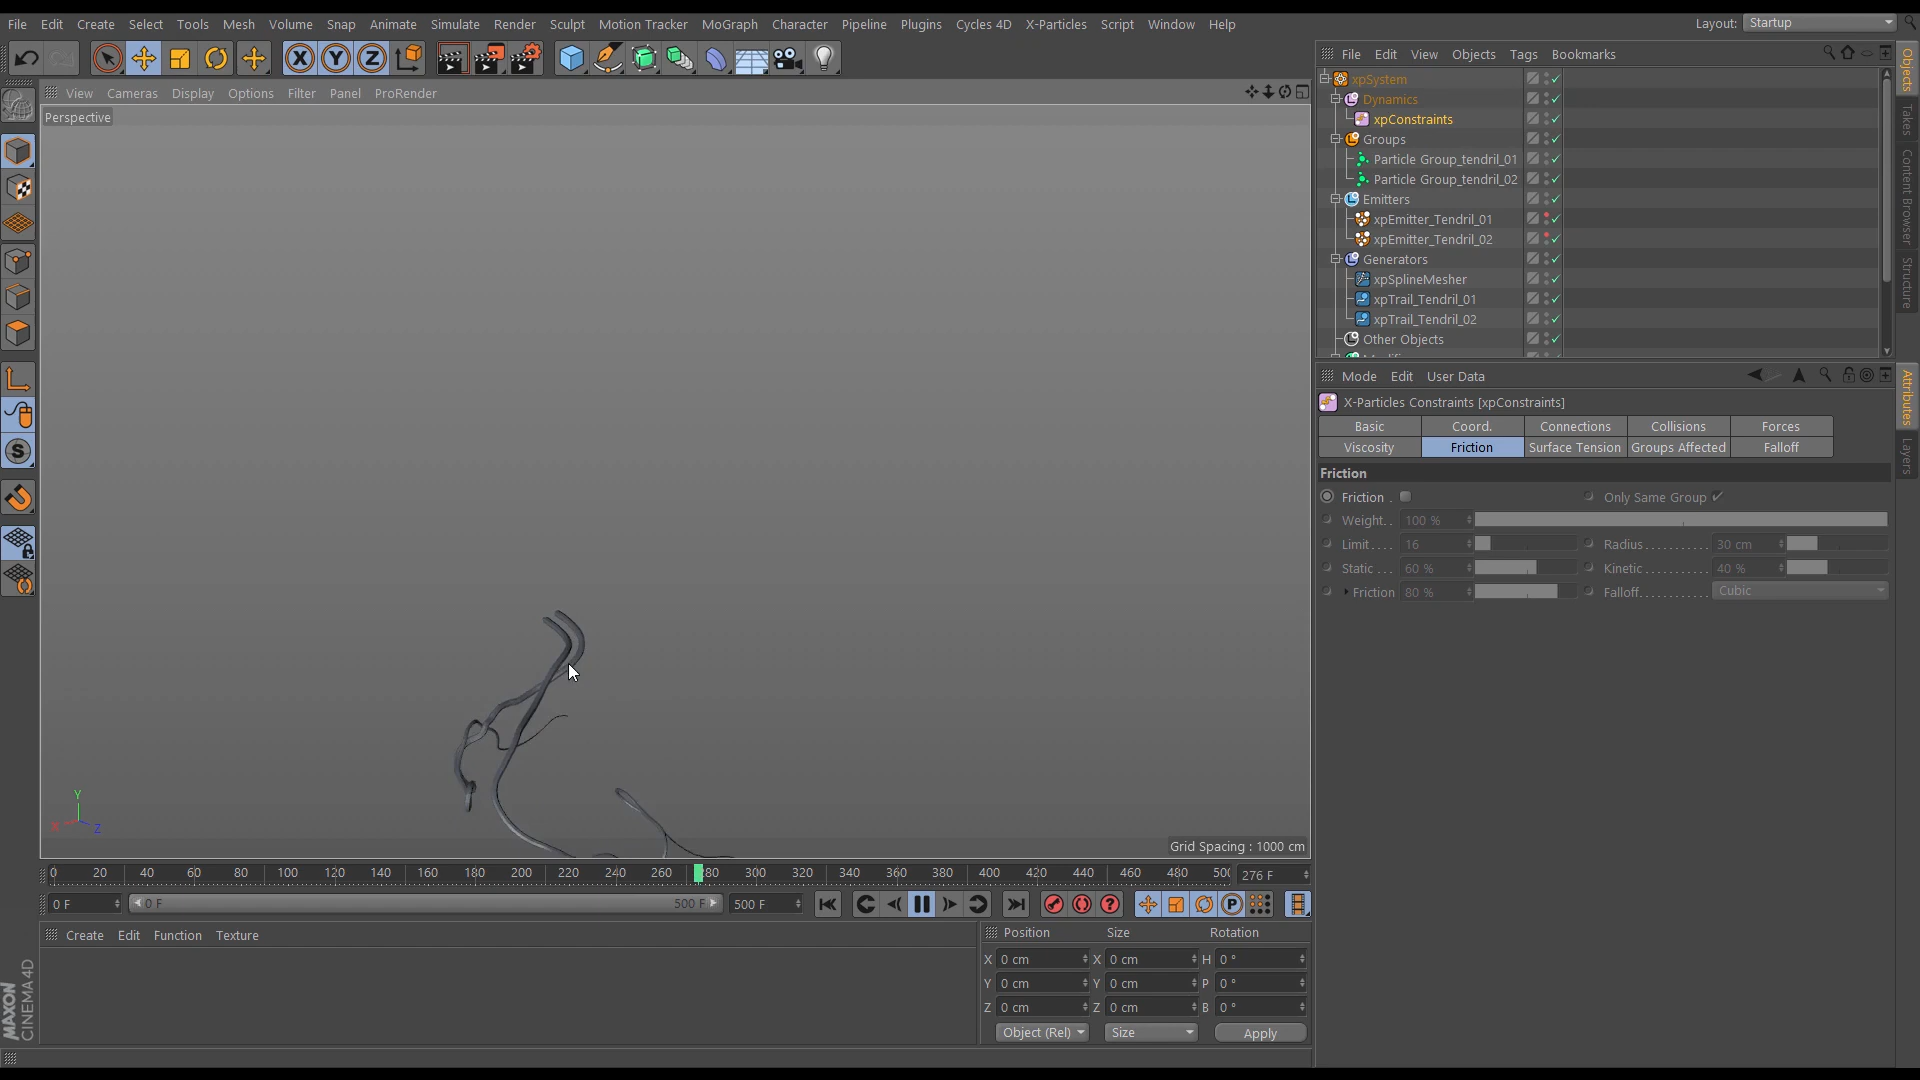 File Edit Create Select Tools Mesh Volume Snap Animate Simulate Render Sculpt Motion Tracker MoGraph Character Pipeline Plugins Cycles 4D X-Particles Script Window Help
Layout: Startup
X Y Z
File Edit View Objects Tags Bookmarks
View Cameras Display Options Filter Panel ProRender
Perspective
xpSystem
Dynamics
xpConstraints
Groups
Particle Group_tendril_01
Particle Group_tendril_02
Emitters
xpEmitter_Tendril_01
xpEmitter_Tendril_02
Generators
xpSplineMesher
xpTrail_Tendril_01
xpTrail_Tendril_02
Other Objects
Objects
Takes
Content Browser
Structure
Mode Edit User Data
X-Particles Constraints [xpConstraints]
Basic Coord. Connections Collisions Forces
Viscosity Friction Surface Tension Groups Affected Falloff
Friction
Friction . Only Same Group
Weight. . 100 %
Limit . . . . 16 Radius . . . . . . . . . . 30 cm
Static . . . 60 % Kinetic . . . . . . . . . . 40 %
Friction 80 % Falloff. . . . . . . . . . . Cubic
Attributes
Layers
Y
X Z
Grid Spacing : 1000 cm
0 20 40 60 80 100 120 140 160 180 200 220 240 260 280 300 320 340 360 380 400 420 440 460 480 500
276 F
0 F 0 F 500 F 500 F
Create Edit Function Texture
Position Size Rotation
X 0 cm X 0 cm H 0 °
Y 0 cm Y 0 cm P 0 °
Z 0 cm Z 0 cm B 0 °
Object (Rel) Size Apply
MAXON
CINEMA 4D